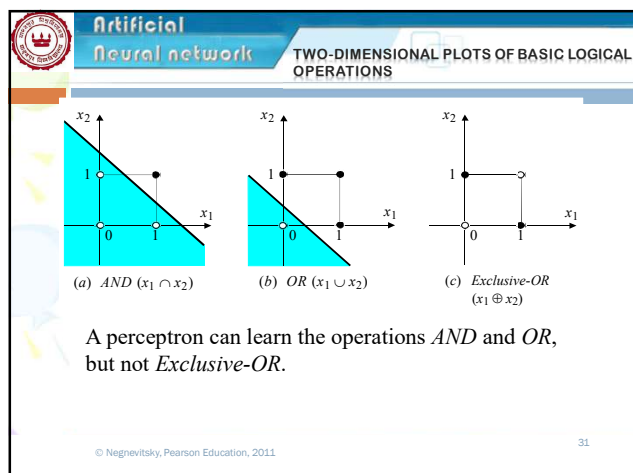 Artificial
Neural network
TWO-DIMENSIONAL PLOTS OF BASIC LOGICAL
OPERATIONS
x2 x2 x2
1 1 1
x1 x1 x1
0 1 0 1 0 1
(a) AND (x1 ∩ x2) (b) OR (x1 ∪ x2) (c) Exclusive-OR
(x1 ⊕ x2)
A perceptron can learn the operations AND and OR,
but not Exclusive-OR.
© Negnevitsky, Pearson Education, 2011
31